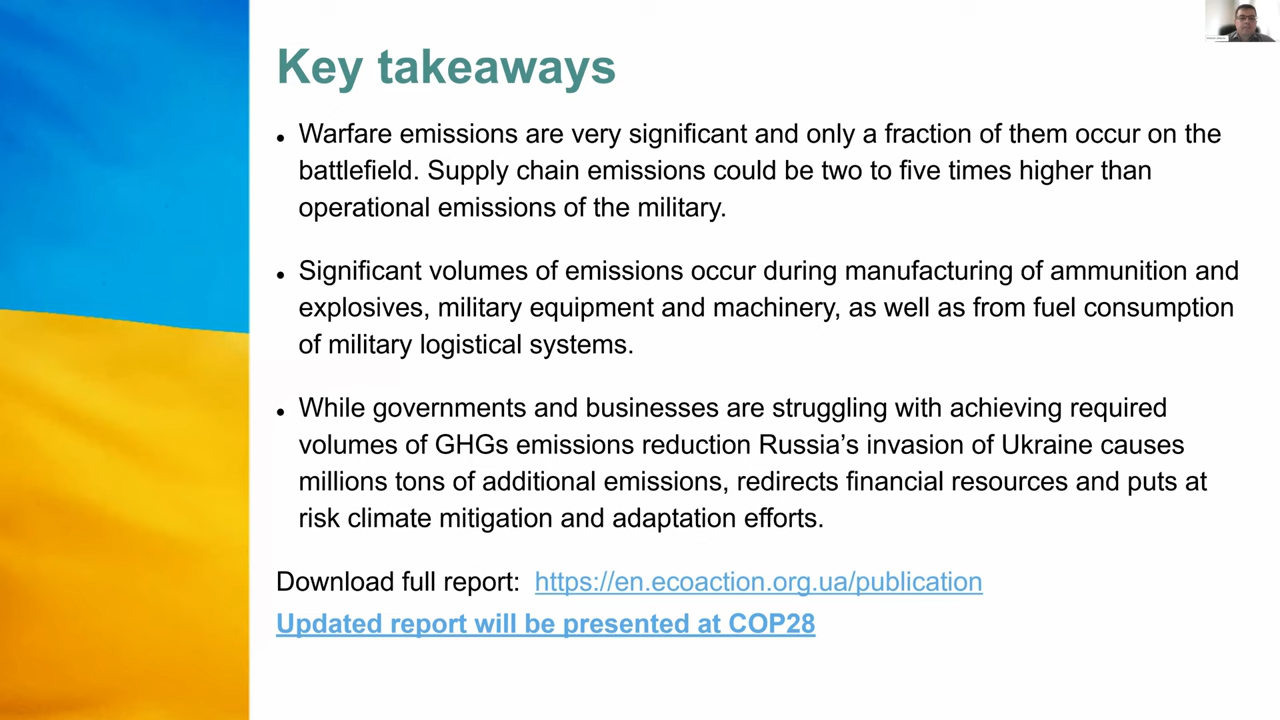 Key takeaways
• Warfare emissions are very significant and only a fraction of them occur on the
battlefield. Supply chain emissions could be two to five times higher than
operational emissions of the military.
• Significant volumes of emissions occur during manufacturing of ammunition and
explosives, military equipment and machinery, as well as from fuel consumption
of military logistical systems.
• While governments and businesses are struggling with achieving required
volumes of GHGs emissions reduction Russia’s invasion of Ukraine causes
millions tons of additional emissions, redirects financial resources and puts at
risk climate mitigation and adaptation efforts.
Download full report: https://en.ecoaction.org.ua/publication
Updated report will be presented at COP28